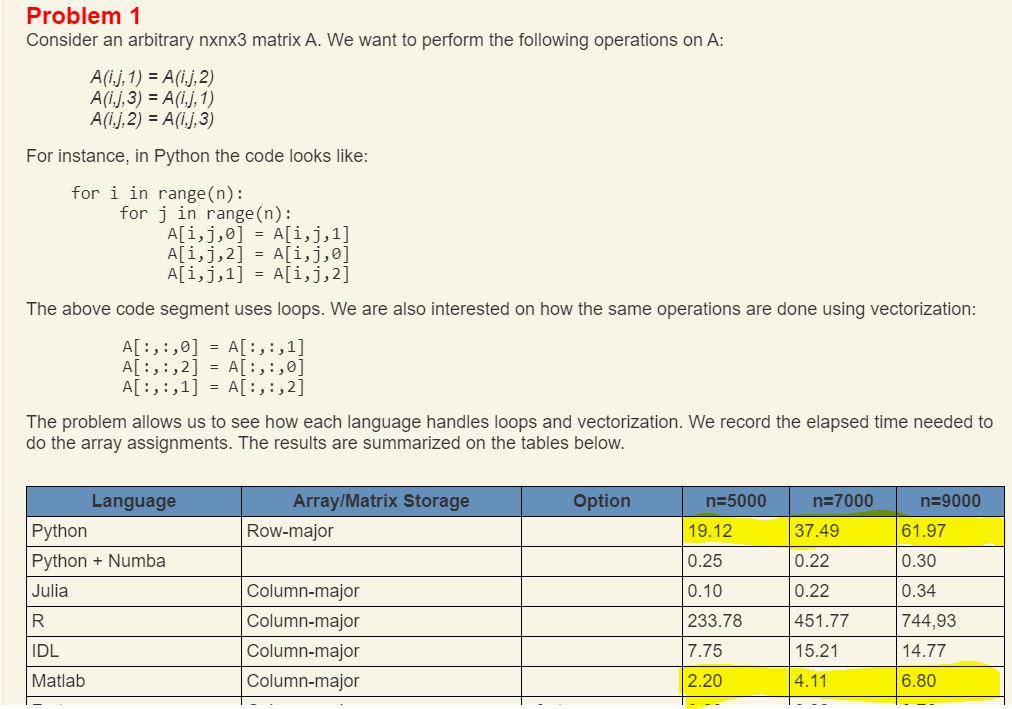 Problem 1
Consider an arbitrary nxnx3 matrix A. We want to perform the following operations on A:
A(i,j,1) = A(i,j,2)
A(i,j,3) = A(i,j,1)
A(i,j,2) = A(i,j,3)
For instance, in Python the code looks like:
for i in range(n):
for j in range(n):
A[i,j,0] = A[i,j,1]
A[i,j,2] = A[i,j,0]
A[i,j,1] = A[i,j,2]
The above code segment uses loops. We are also interested on how the same operations are done using vectorization:
A[:,:,0] = A[:,:,1]
A[:,:,2] = A[:,:,0]
A[:,:,1] = A[:,:,2]
The problem allows us to see how each language handles loops and vectorization. We record the elapsed time needed to
do the array assignments. The results are summarized on the tables below.
Language Array/Matrix Storage Option n=5000 n=7000 n=9000
Python Row-major 19.12 37.49 61.97
Python + Numba 0.25 0.22 0.30
Julia Column-major 0.10 0.22 0.34
R Column-major 233.78 451.77 744,93
IDL Column-major 7.75 15.21 14.77
Matlab Column-major 2.20 4.11 6.80